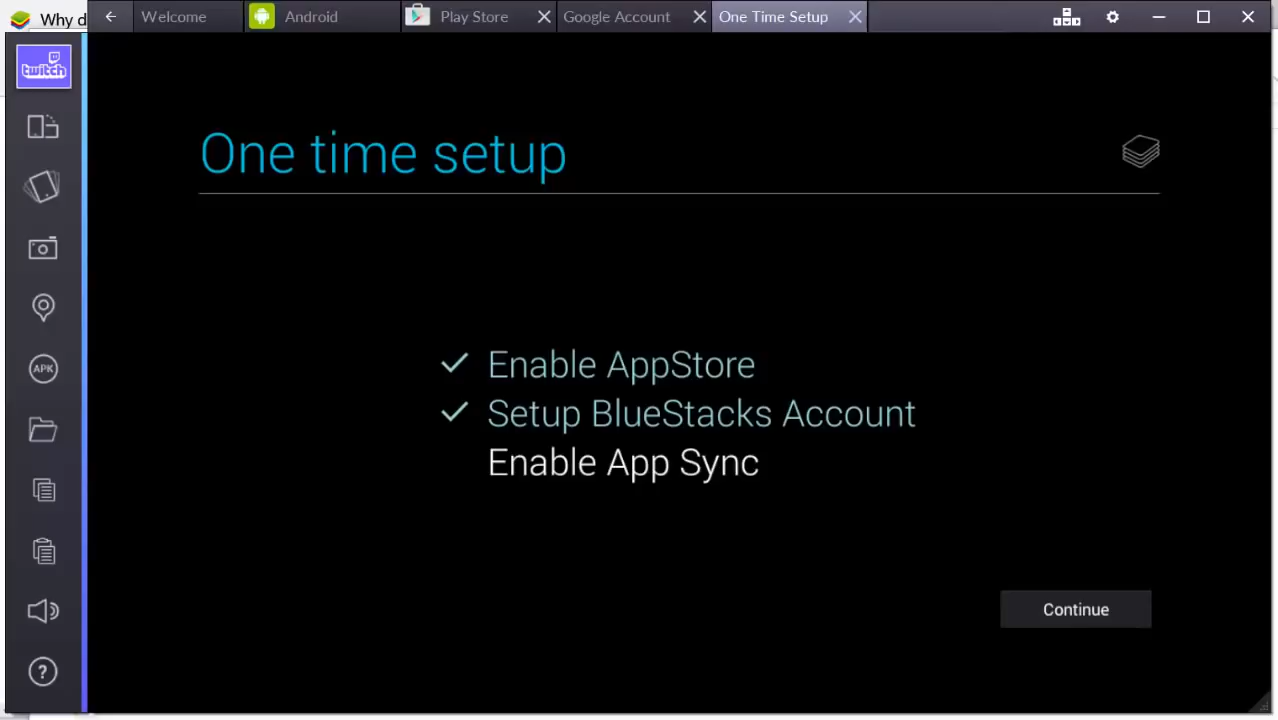 Why d
Welcome
Android
Play Store
Google Account
One Time Setup
twitch
One time setup
Enable AppStore
Setup BlueStacks Account
Enable App Sync
APK
Continue
?